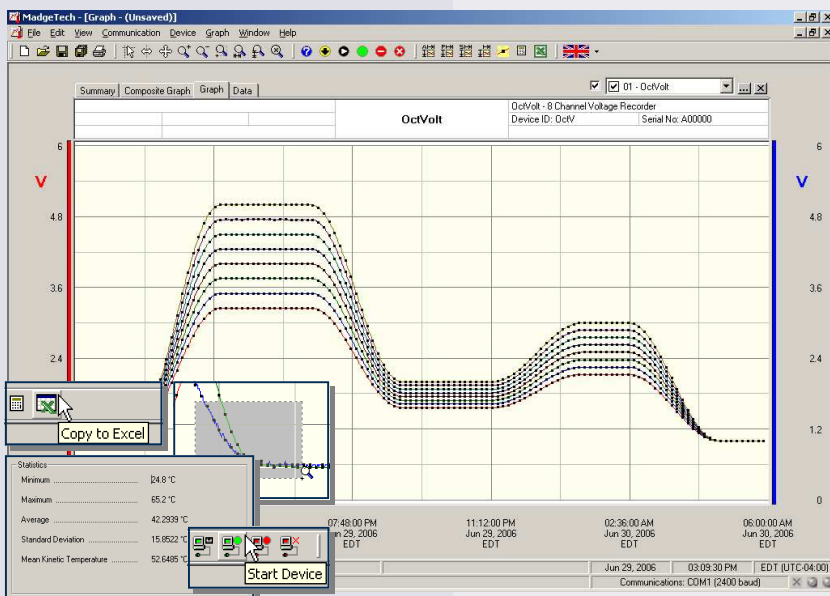 MadgeTech - [Graph - (Unsaved)]
File Edit View Communication Device Graph Window Help
Summary Composite Graph Graph Data
01 - OctVolt
OctVolt
OctVolt - 8 Channel Voltage Recorder
Device ID: OctV Serial No: A00000
6 6
V V
4.8 4.8
3.6 3.6
2.4 2.4
1.2
0
Copy to Excel
Statistics
Minimum 24.8 °C
Maximum 65.2 °C
Average 42.2939 °C
Standard Deviation 15.8522 °C
Mean Kinetic Temperature 52.6485 °C
Start Device
07:48:00 PM 11:12:00 PM 02:36:00 AM 06:00:00 AM
Jun 29, 2006 Jun 29, 2006 Jun 30, 2006 Jun 30, 2006
EDT EDT EDT EDT
Jun 29, 2006 03:09:30 PM EDT (UTC-04:00)
Communications: COM1 (2400 baud)